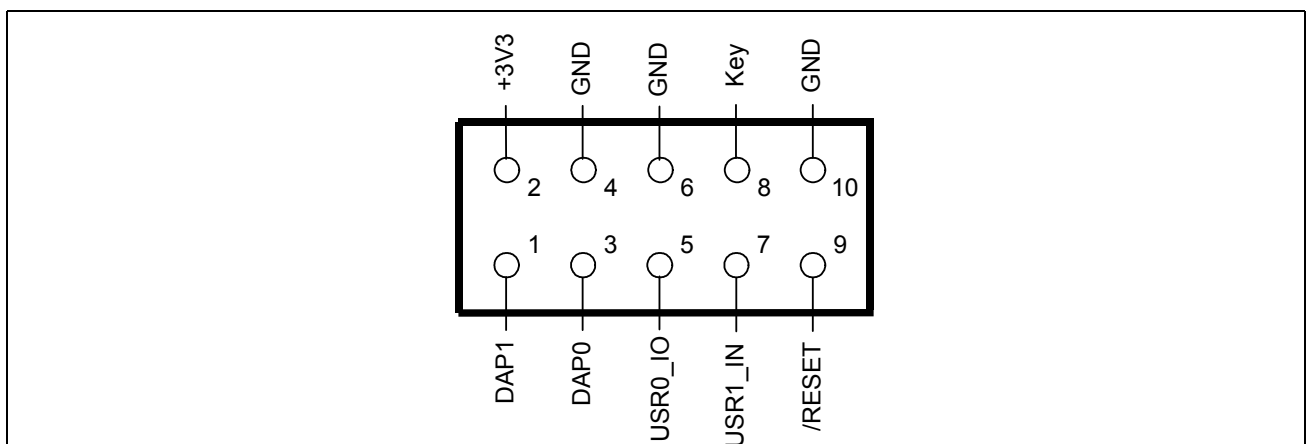 +3V3
GND
GND
Key
GND
2
4
6
8
10
1
3
5
7
9
DAP1
DAP0
USR0_IO
USR1_IN
/RESET